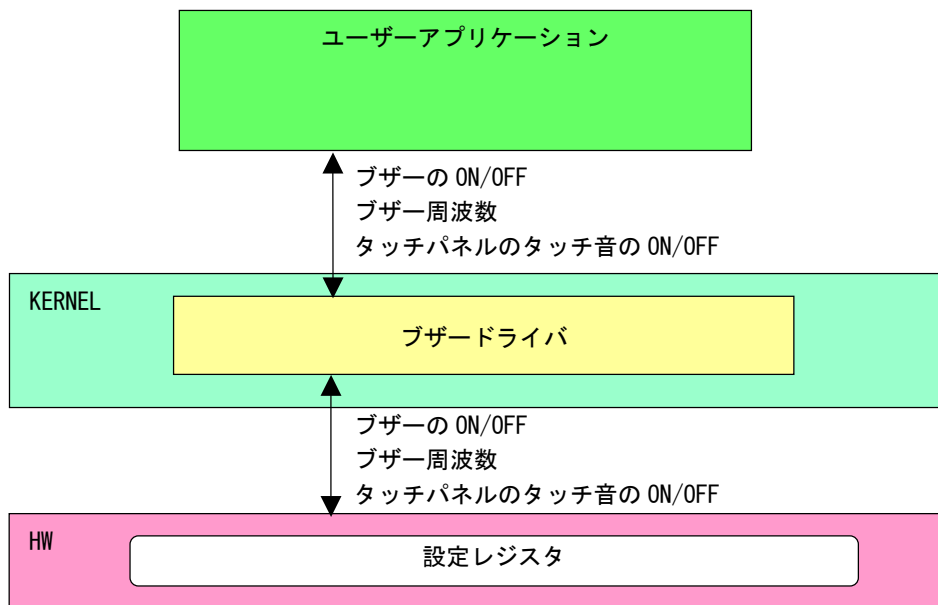 ユーザーアプリケーション
ブザーの ON/OFF
ブザー周波数
タッチパネルのタッチ音の ON/OFF
KERNEL
ブザードライバ
ブザーの ON/OFF
ブザー周波数
タッチパネルのタッチ音の ON/OFF
HW
設定レジスタ